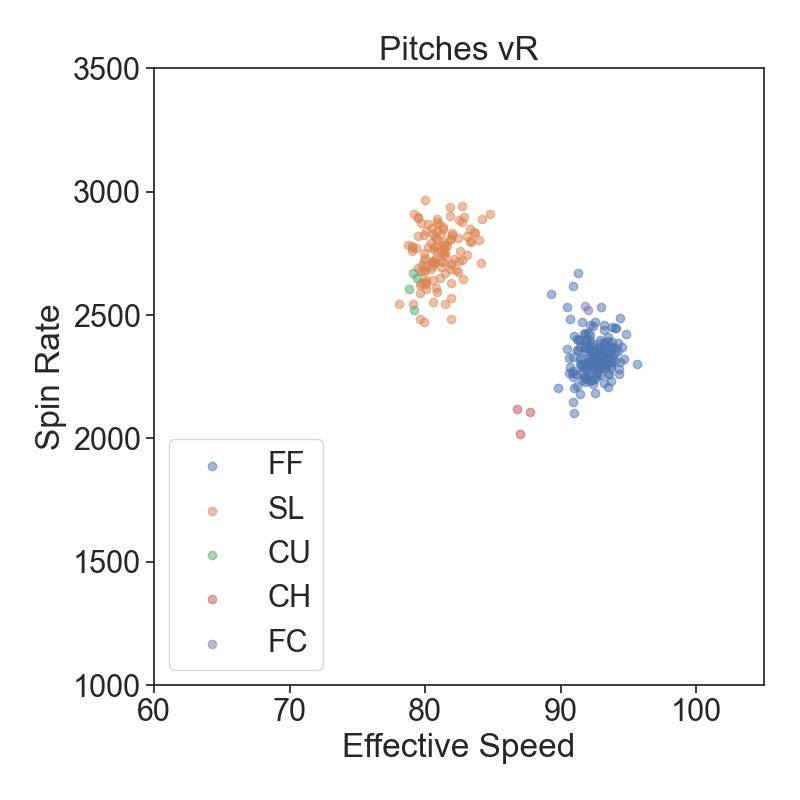 Pitches vR
3500
3000
2500
2000
1500
1000
Spin Rate
FF
SL
CU
CH
FC
60 70 80 90 100
Effective Speed